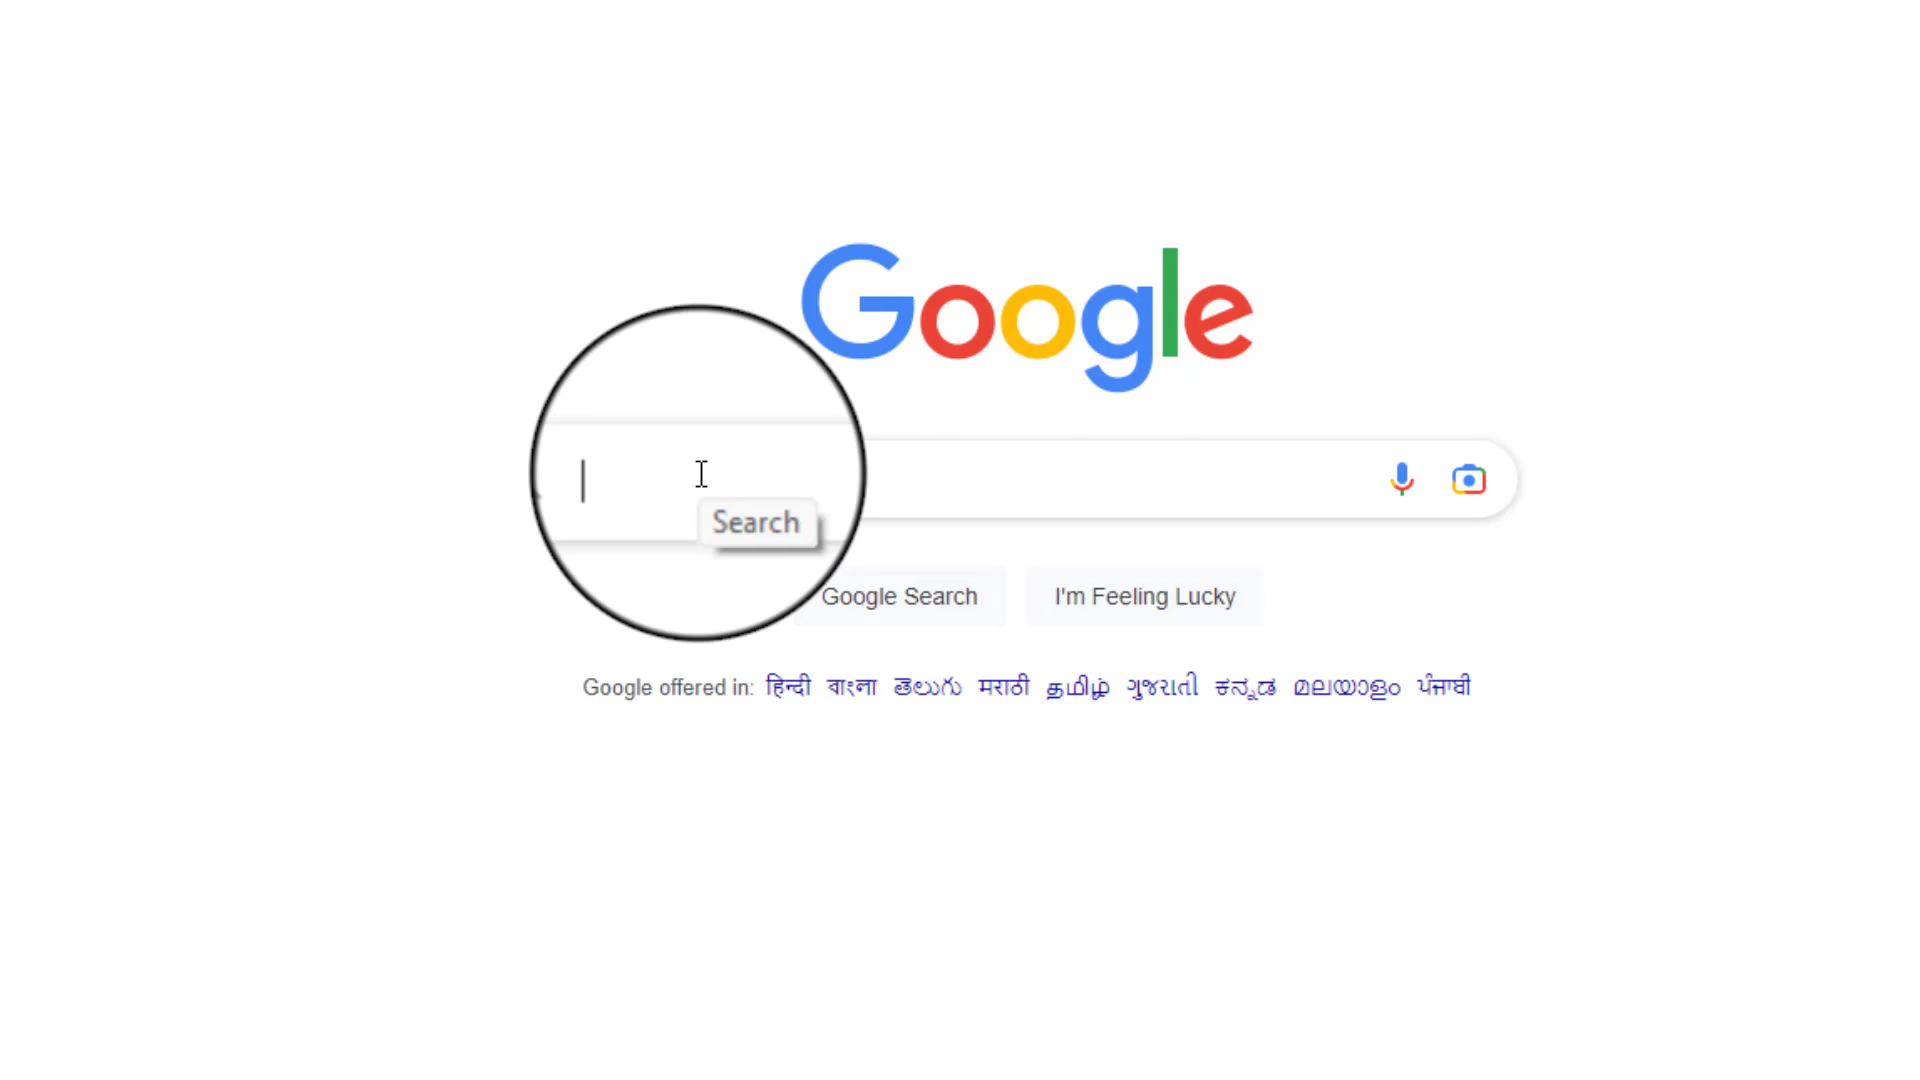 Google
Search
Google Search I'm Feeling Lucky
Google offered in: हिन्दी বাংলা తెలుగు मराठी தமிழ் ગુજરાતી ಕನ್ನಡ മലയാളം ਪੰਜਾਬੀ